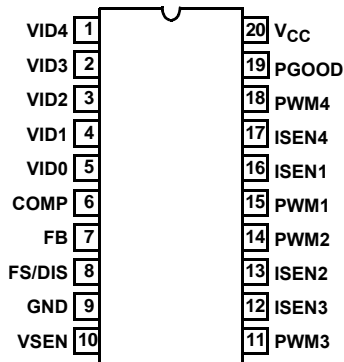 VID4 1 20 VCC
VID3 2 19 PGOOD
VID2 3 18 PWM4
VID1 4 17 ISEN4
VID0 5 16 ISEN1
COMP 6 15 PWM1
FB 7 14 PWM2
FS/DIS 8 13 ISEN2
GND 9 12 ISEN3
VSEN 10 11 PWM3